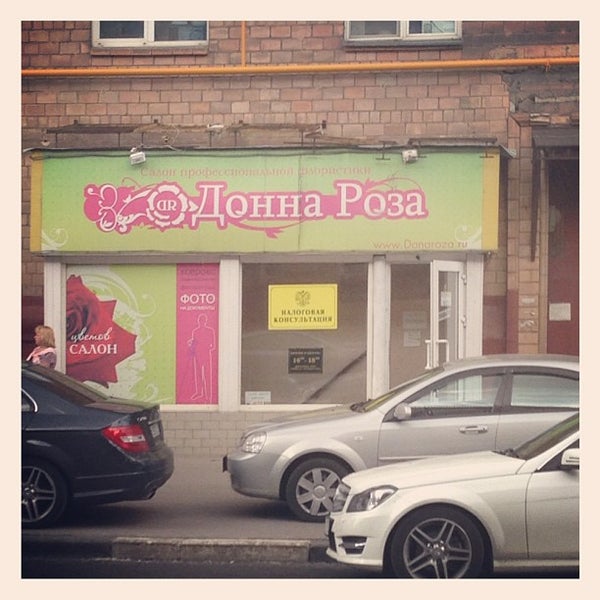 Салон профессиональной флористики
DR Донна Роза
www.Donaroza.ru
цветов
САЛОН
ФОТО
НА ДОКУМЕНТЫ
НАЛОГОВАЯ
КОНСУЛЬТАЦИЯ